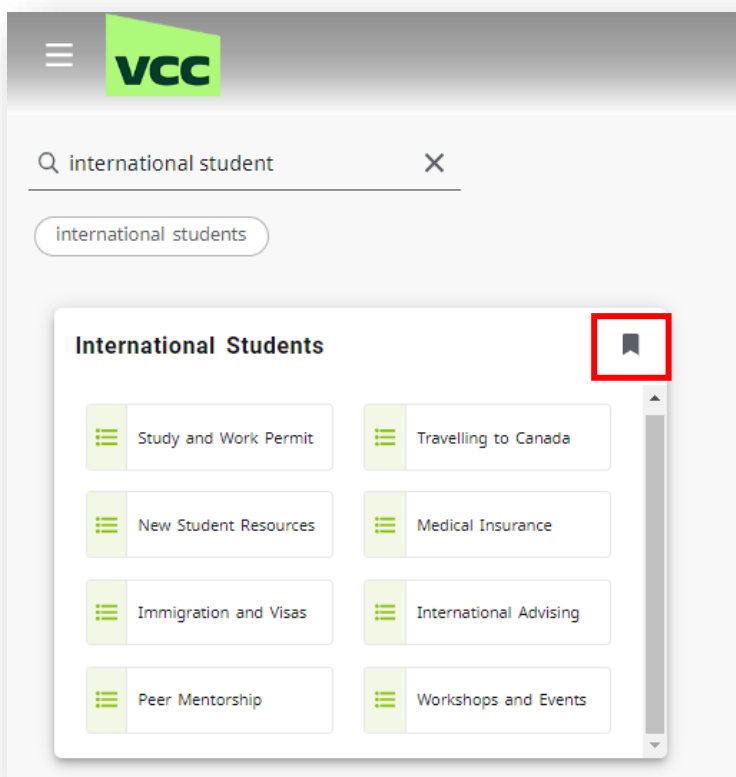 VCC
international student
international students
International Students
Study and Work Permit
Travelling to Canada
New Student Resources
Medical Insurance
Immigration and Visas
International Advising
Peer Mentorship
Workshops and Events